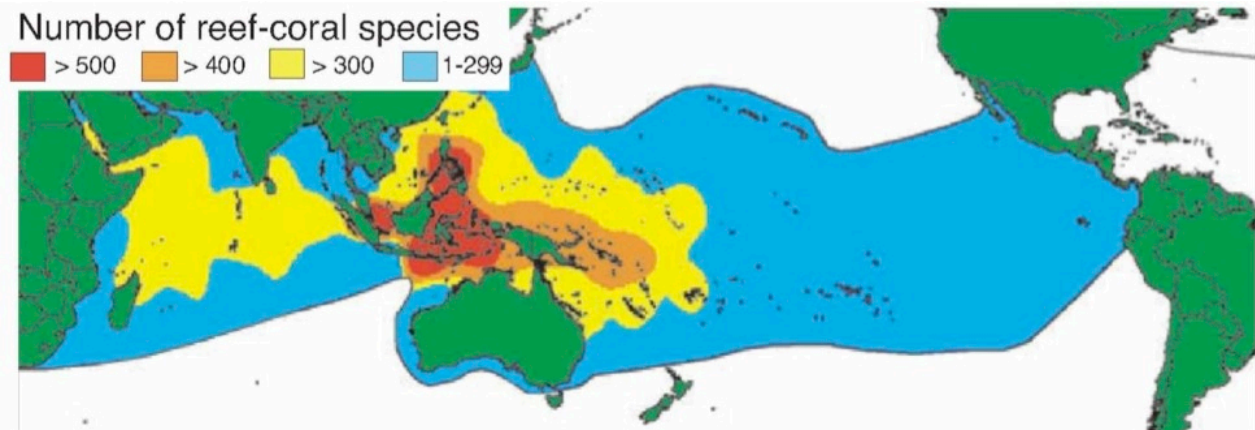 Number of reef-coral species
> 500 > 400 > 300 1-299